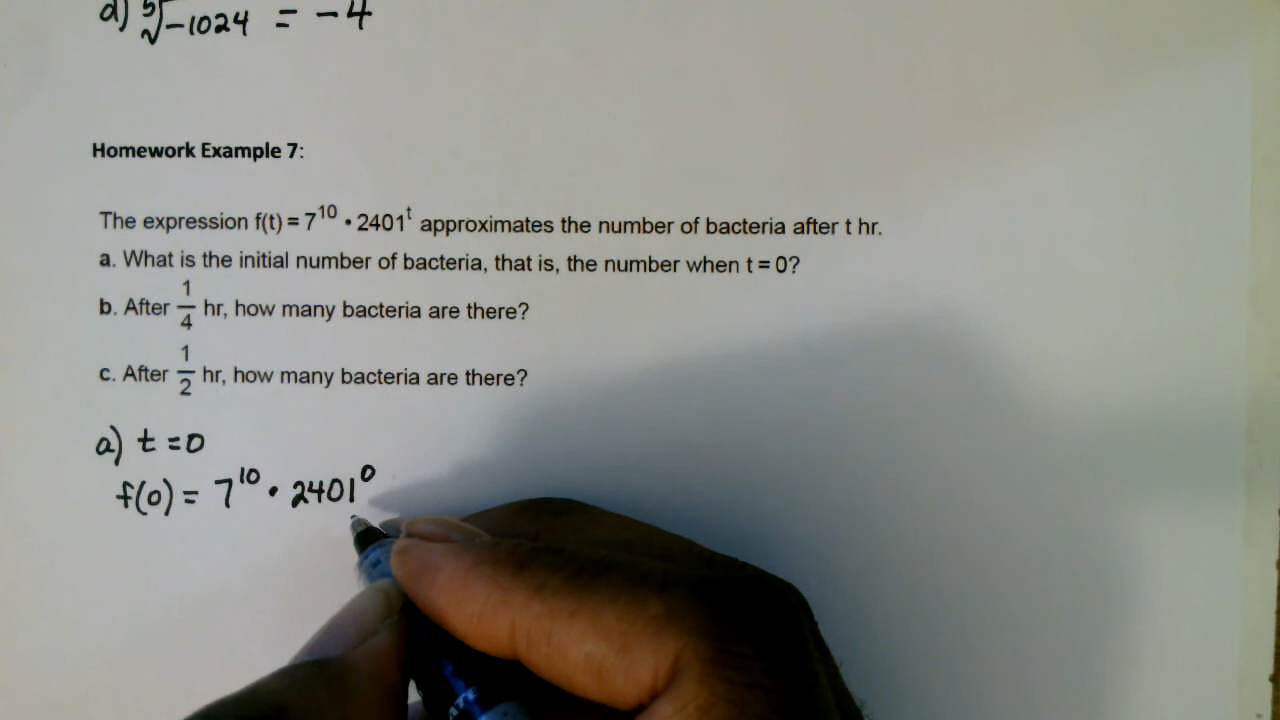 d) ⁵√-1024 = -4
Homework Example 7:
The expression f(t) = 7¹⁰ • 2401ᵗ approximates the number of bacteria after t hr.
a. What is the initial number of bacteria, that is, the number when t = 0?
b. After 1/4 hr, how many bacteria are there?
c. After 1/2 hr, how many bacteria are there?
a) t = 0
f(0) = 7¹⁰ • 2401⁰